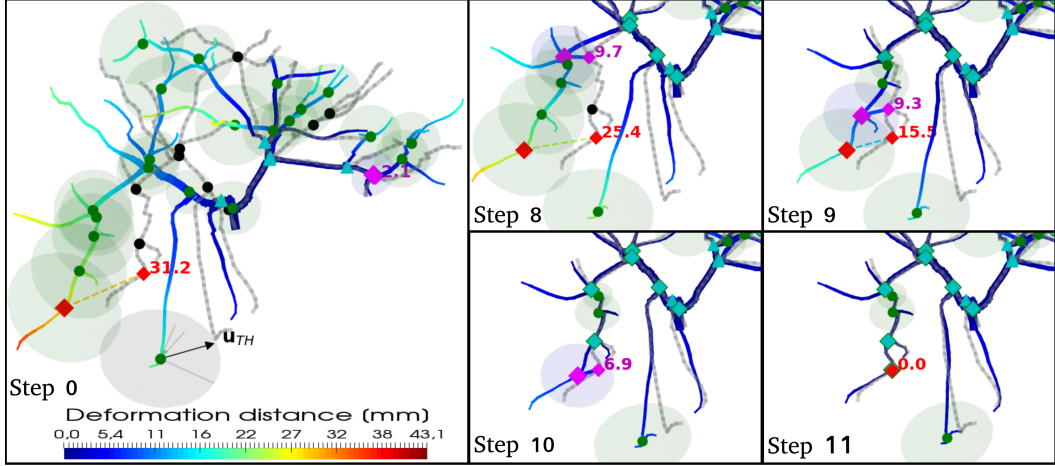 2.1
31.2
u_TH
Step 0
Deformation distance (mm)
0,0 5,4 11 16 22 27 32 38 43,1
9.7
25.4
Step 8
9.3
15.5
Step 9
6.9
Step 10
0.0
Step 11